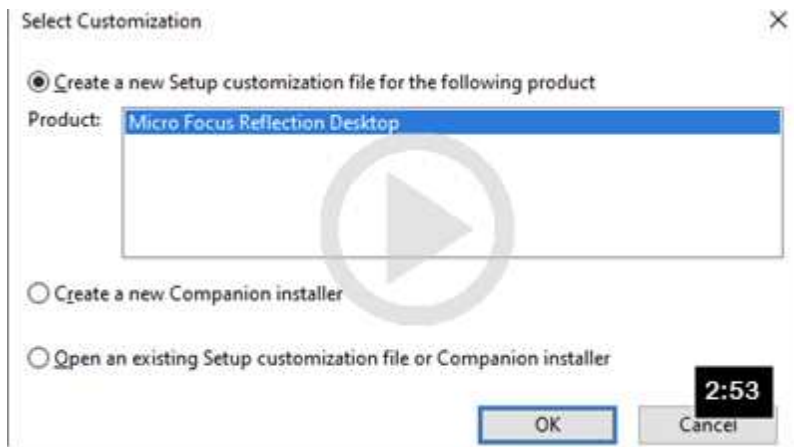 Select Customization
Create a new Setup customization file for the following product
Product:
Micro Focus Reflection Desktop
Create a new Companion installer
Open an existing Setup customization file or Companion installer
2:53
OK
Cancel